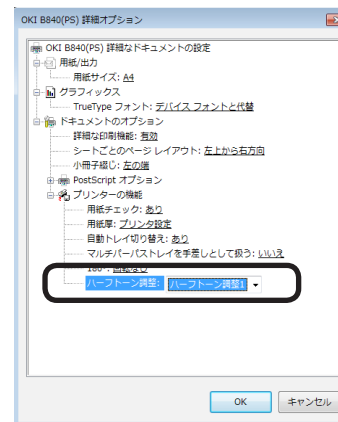 OKI B840(PS) 詳細オプション
OKI B840(PS) 詳細なドキュメントの設定
用紙/出力
用紙サイズ: A4
グラフィックス
TrueType フォント: デバイス フォントと代替
ドキュメントのオプション
詳細な印刷機能: 有効
シートごとのページ レイアウト: 左上から右方向
小冊子綴じ: 左の端
PostScript オプション
プリンターの機能
用紙チェック: あり
用紙厚: プリンタ設定
自動トレイ切り替え: あり
マルチパーパストレイを手差しとして扱う: いいえ
180°: 回転なし
ハーフトーン調整: ハーフトーン調整1
OK キャンセル